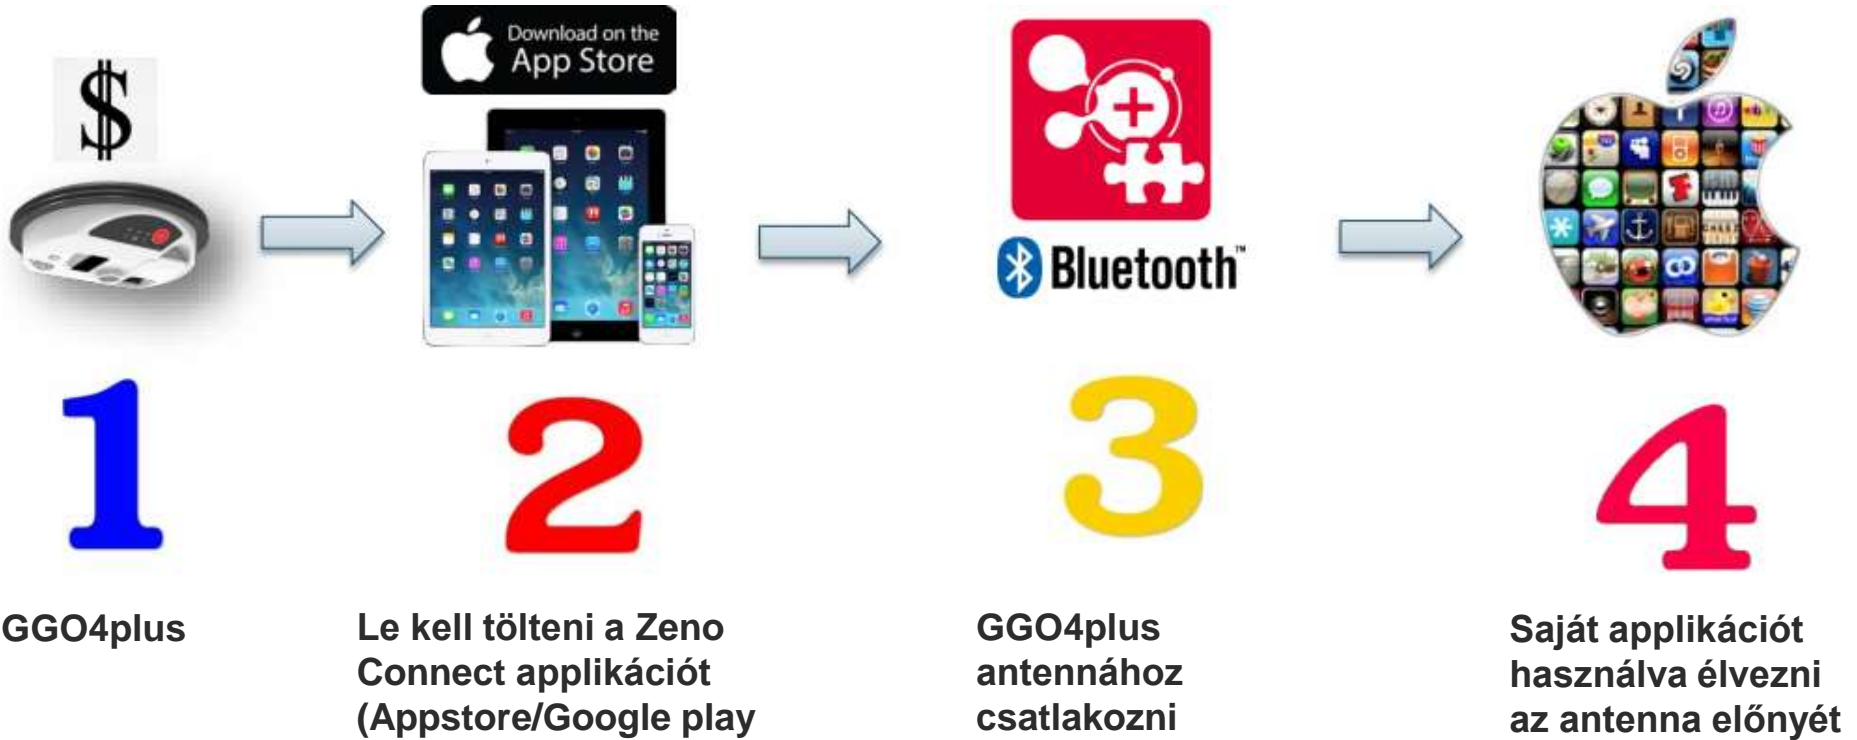 $
Download on the
App Store
Bluetooth™
1
2
3
4
GGO4plus
Le kell tölteni a Zeno
Connect applikációt
(Appstore/Google play
GGO4plus
antennához
csatlakozni
Saját applikációt
használva élvezni
az antenna előnyét